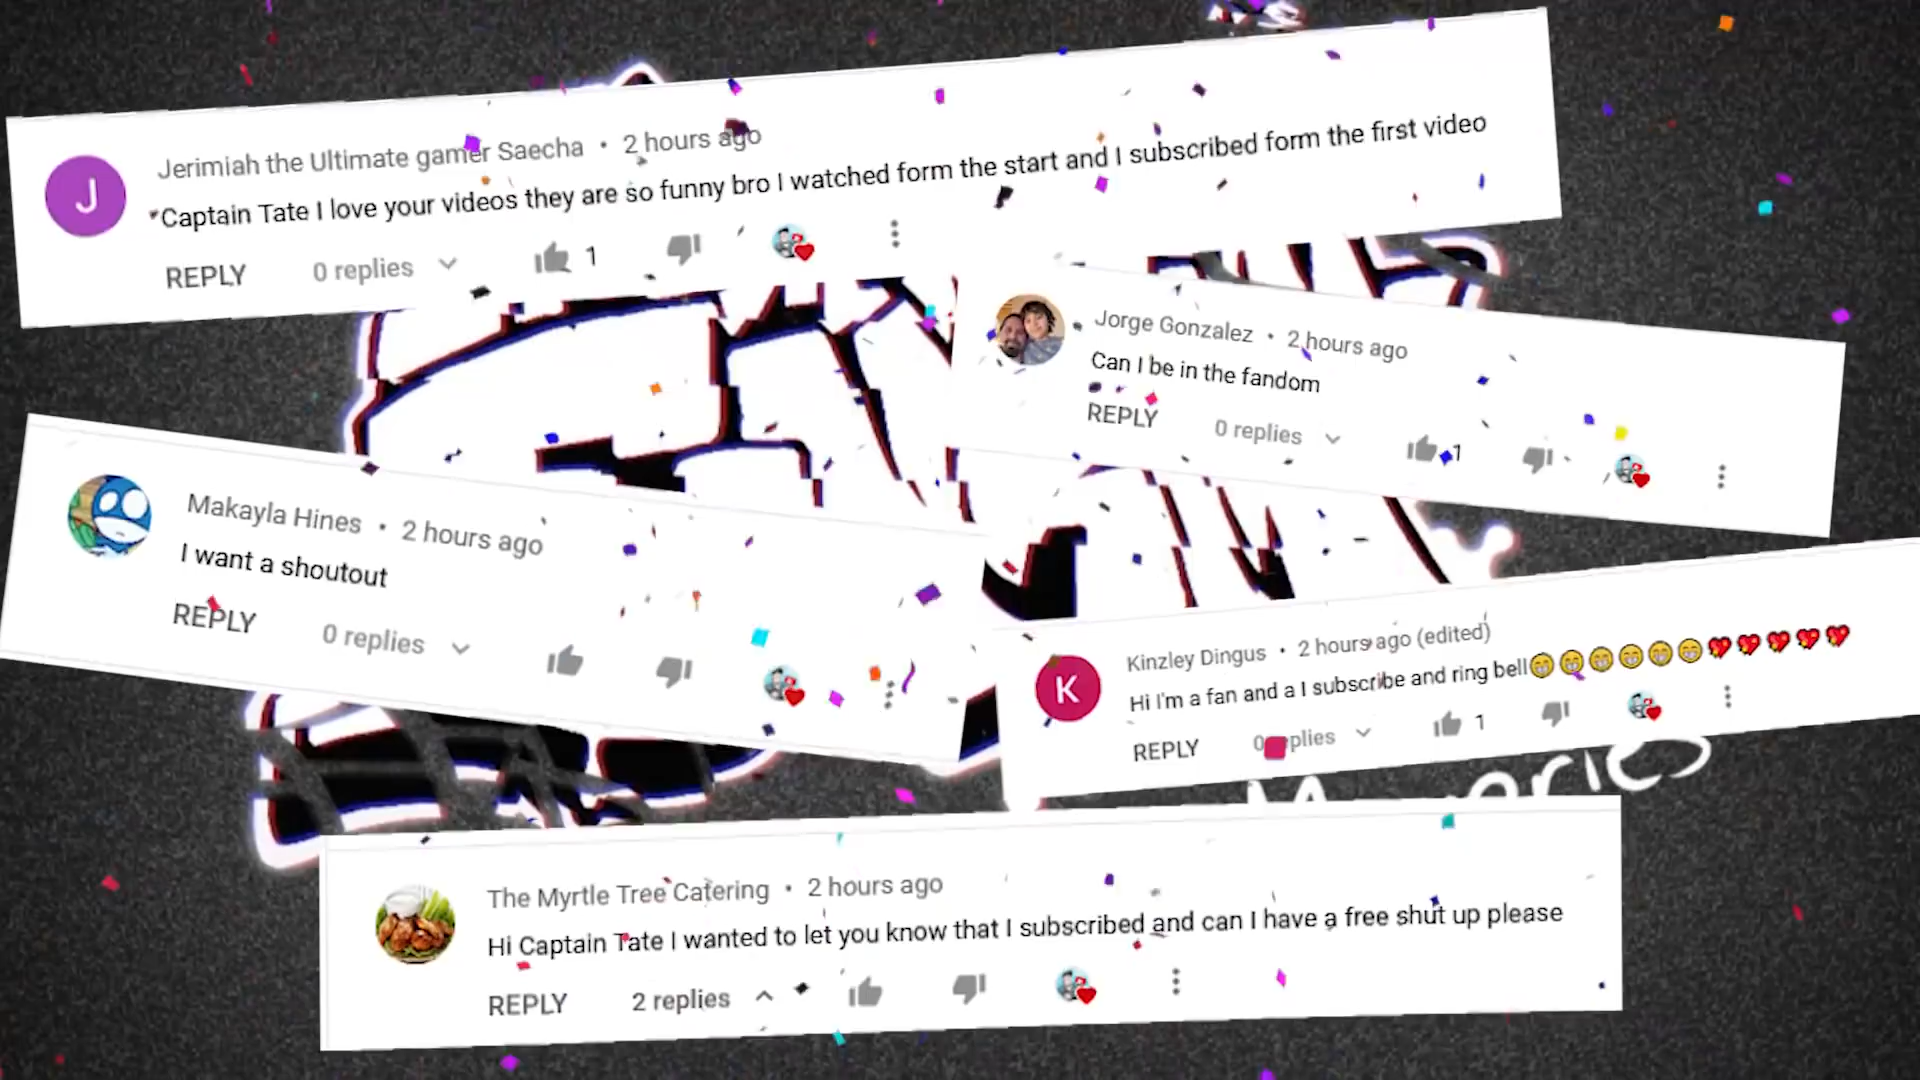 Jerimiah the Ultimate gamer Saecha • 2 hours ago
Captain Tate I love your videos they are so funny bro I watched form the start and I subscribed form the first video
REPLY 0 replies 1
Jorge Gonzalez • 2 hours ago
Can I be in the fandom
REPLY 0 replies 1
Makayla Hines • 2 hours ago
I want a shoutout
REPLY 0 replies
K
Kinzley Dingus • 2 hours ago (edited)
Hi I'm a fan and a I subscribe and ring bell😁😁😁😁😁😁💖💖💖💖💖
REPLY 0 replies 1
The Myrtle Tree Catering • 2 hours ago
Hi Captain Tate I wanted to let you know that I subscribed and can I have a free shut up please
REPLY 2 replies
J